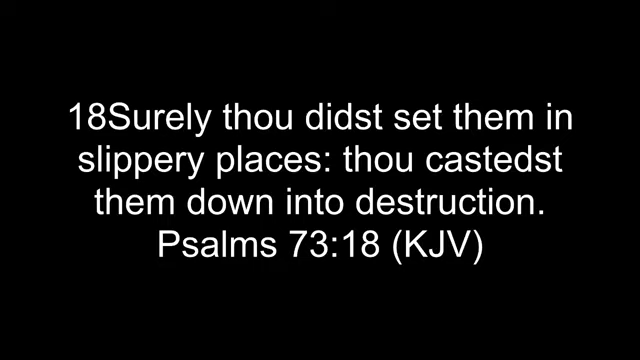 18Surely thou didst set them in
slippery places: thou castedst
them down into destruction.
Psalms 73:18 (KJV)